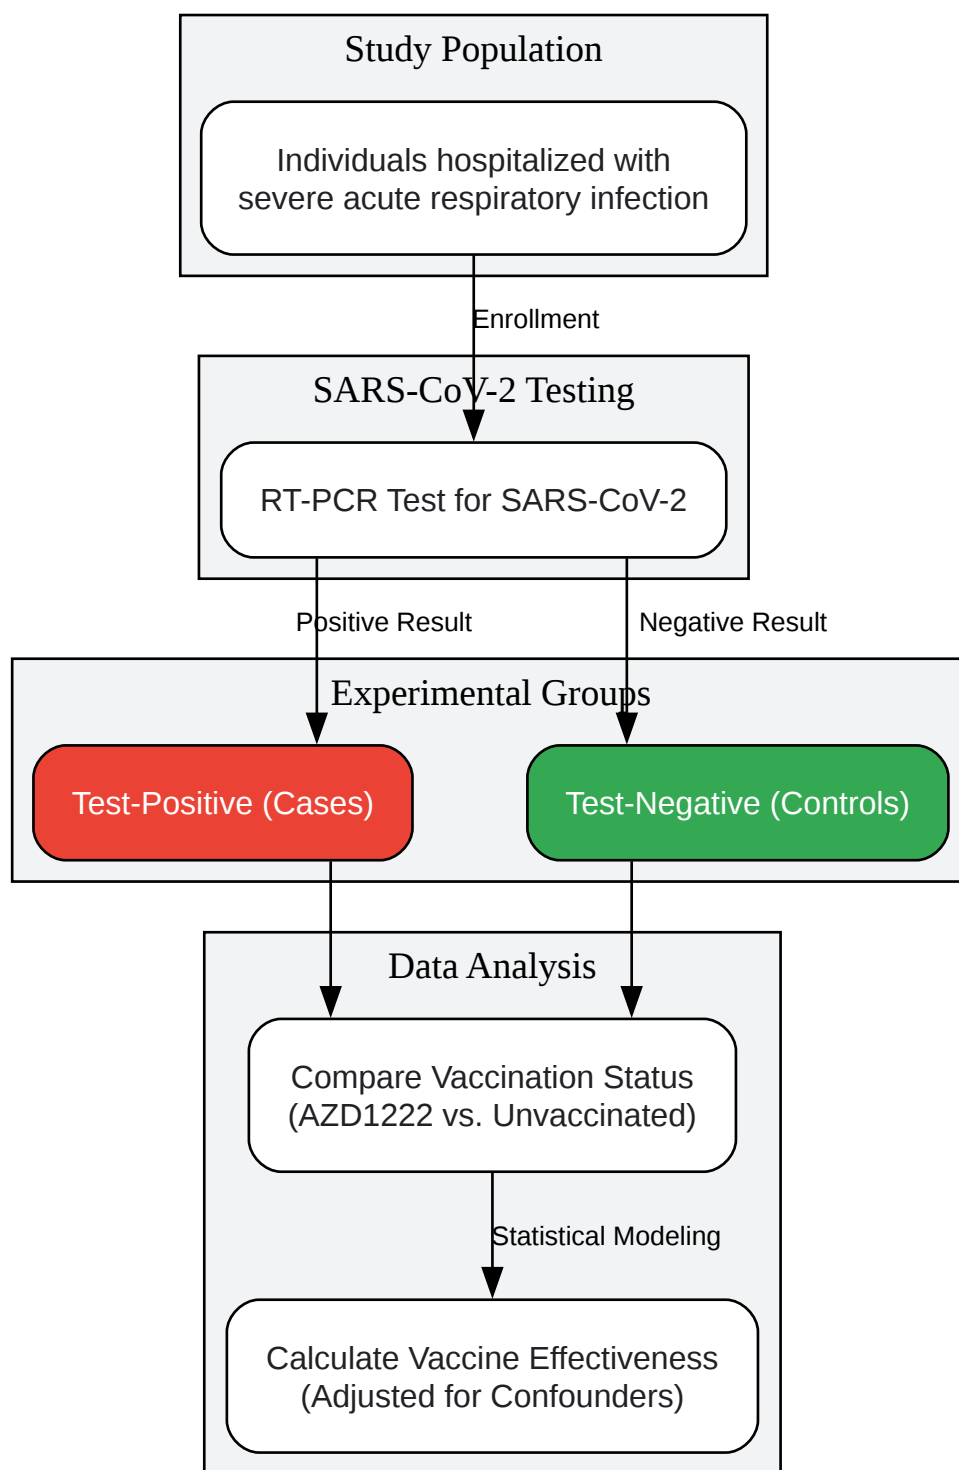 Study Population
Individuals hospitalized with
severe acute respiratory infection
Enrollment
SARS-CoV-2 Testing
RT-PCR Test for SARS-CoV-2
Positive Result
Negative Result
Experimental Groups
Test-Positive (Cases)
Test-Negative (Controls)
Data Analysis
Compare Vaccination Status
(AZD1222 vs. Unvaccinated)
Statistical Modeling
Calculate Vaccine Effectiveness
(Adjusted for Confounders)